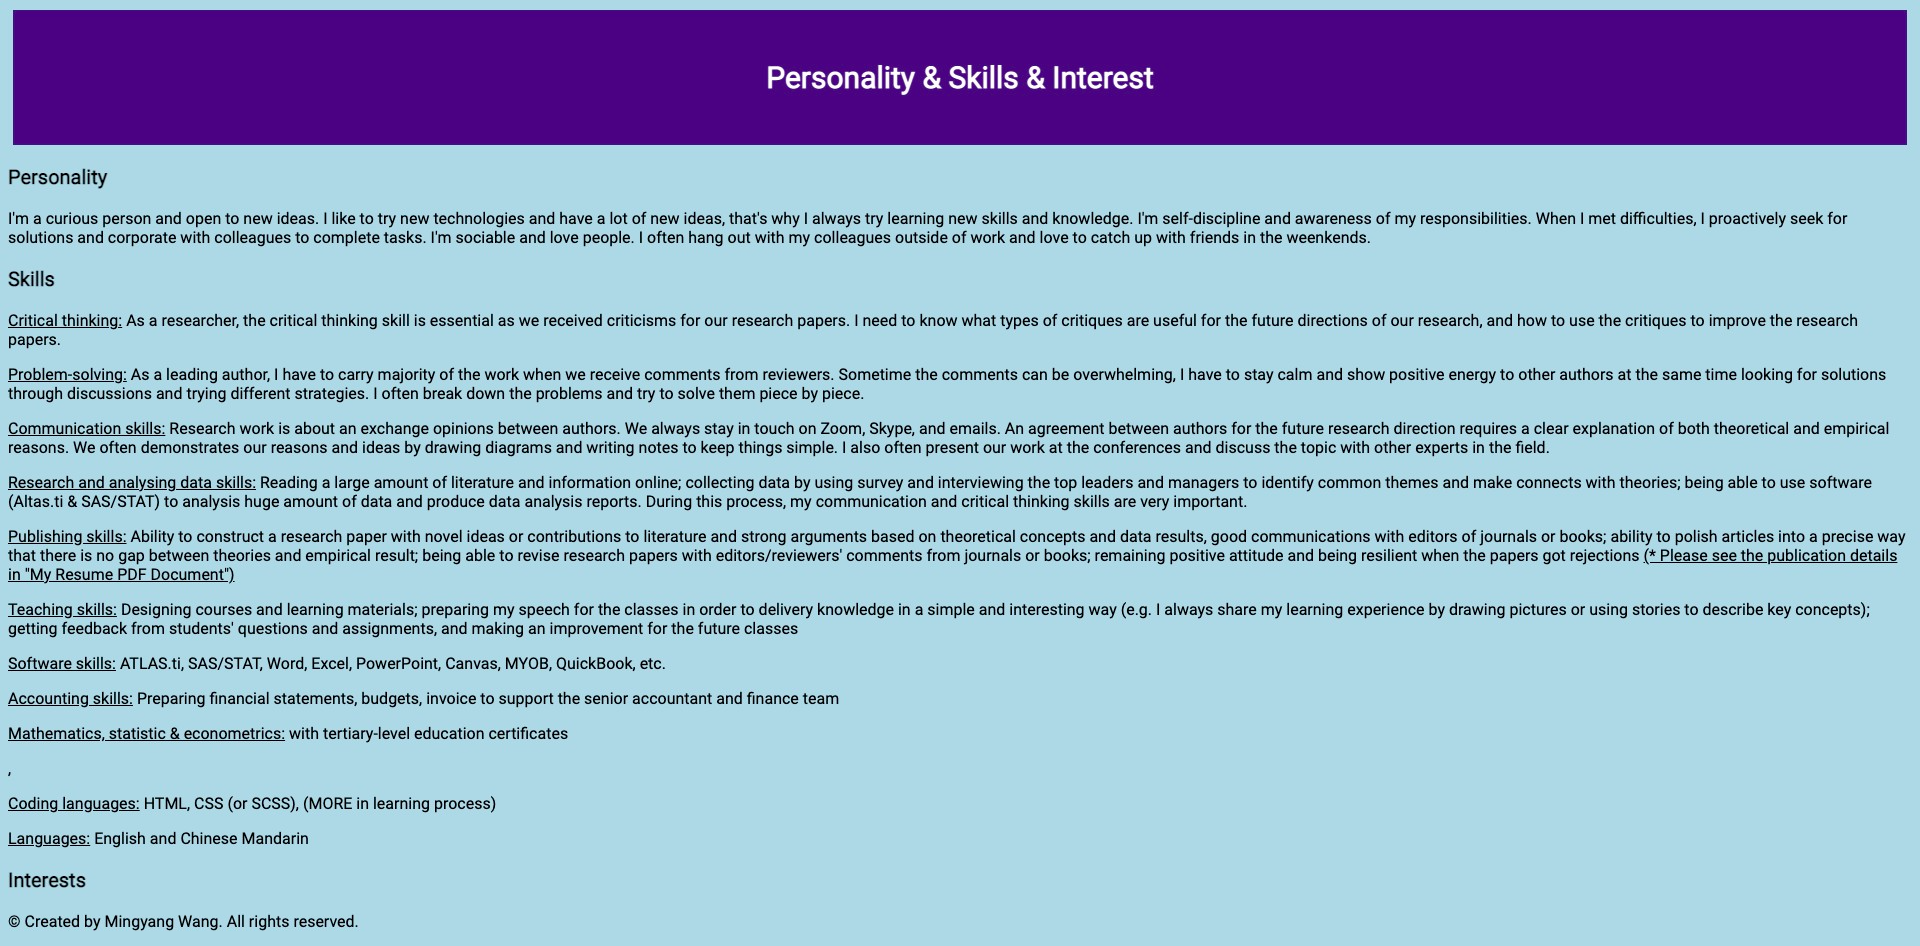 Personality & Skills & Interest
Personality
I'm a curious person and open to new ideas. I like to try new technologies and have a lot of new ideas, that's why I always try learning new skills and knowledge. I'm self-discipline and awareness of my responsibilities. When I met difficulties, I proactively seek for
solutions and corporate with colleagues to complete tasks. I'm sociable and love people. I often hang out with my colleagues outside of work and love to catch up with friends in the weenkends.
Skills
Critical thinking: As a researcher, the critical thinking skill is essential as we received criticisms for our research papers. I need to know what types of critiques are useful for the future directions of our research, and how to use the critiques to improve the research
papers.
Problem-solving: As a leading author, I have to carry majority of the work when we receive comments from reviewers. Sometime the comments can be overwhelming, I have to stay calm and show positive energy to other authors at the same time looking for solutions
through discussions and trying different strategies. I often break down the problems and try to solve them piece by piece.
Communication skills: Research work is about an exchange opinions between authors. We always stay in touch on Zoom, Skype, and emails. An agreement between authors for the future research direction requires a clear explanation of both theoretical and empirical
reasons. We often demonstrates our reasons and ideas by drawing diagrams and writing notes to keep things simple. I also often present our work at the conferences and discuss the topic with other experts in the field.
Research and analysing data skills: Reading a large amount of literature and information online; collecting data by using survey and interviewing the top leaders and managers to identify common themes and make connects with theories; being able to use software
(Altas.ti & SAS/STAT) to analysis huge amount of data and produce data analysis reports. During this process, my communication and critical thinking skills are very important.
Publishing skills: Ability to construct a research paper with novel ideas or contributions to literature and strong arguments based on theoretical concepts and data results, good communications with editors of journals or books; ability to polish articles into a precise way
that there is no gap between theories and empirical result; being able to revise research papers with editors/reviewers' comments from journals or books; remaining positive attitude and being resilient when the papers got rejections (* Please see the publication details
in "My Resume PDF Document")
Teaching skills: Designing courses and learning materials; preparing my speech for the classes in order to delivery knowledge in a simple and interesting way (e.g. I always share my learning experience by drawing pictures or using stories to describe key concepts);
getting feedback from students' questions and assignments, and making an improvement for the future classes
Software skills: ATLAS.ti, SAS/STAT, Word, Excel, PowerPoint, Canvas, MYOB, QuickBook, etc.
Accounting skills: Preparing financial statements, budgets, invoice to support the senior accountant and finance team
Mathematics, statistic & econometrics: with tertiary-level education certificates
,
Coding languages: HTML, CSS (or SCSS), (MORE in learning process)
Languages: English and Chinese Mandarin
Interests
© Created by Mingyang Wang. All rights reserved.